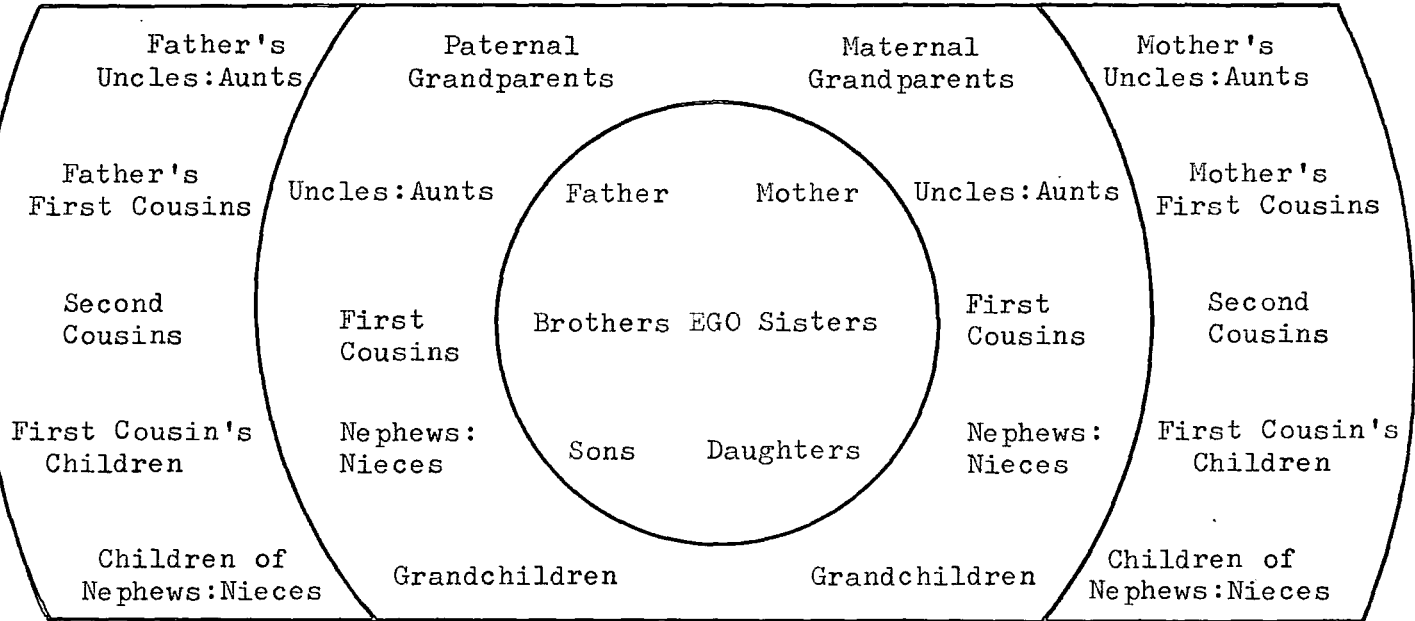 Father's
Uncles:Aunts
Paternal
Grandparents
Maternal
Grandparents
Mother's
Uncles:Aunts
Father's
First Cousins
Uncles:Aunts
Father
Mother
Uncles:Aunts
Mother's
First Cousins
Second
Cousins
First
Cousins
Brothers EGO Sisters
First
Cousins
Second
Cousins
First Cousin's
Children
Nephews:
Nieces
Sons
Daughters
Nephews:
Nieces
First Cousin's
Children
Children of
Nephews:Nieces
Grandchildren
Grandchildren
Children of
Nephews:Nieces